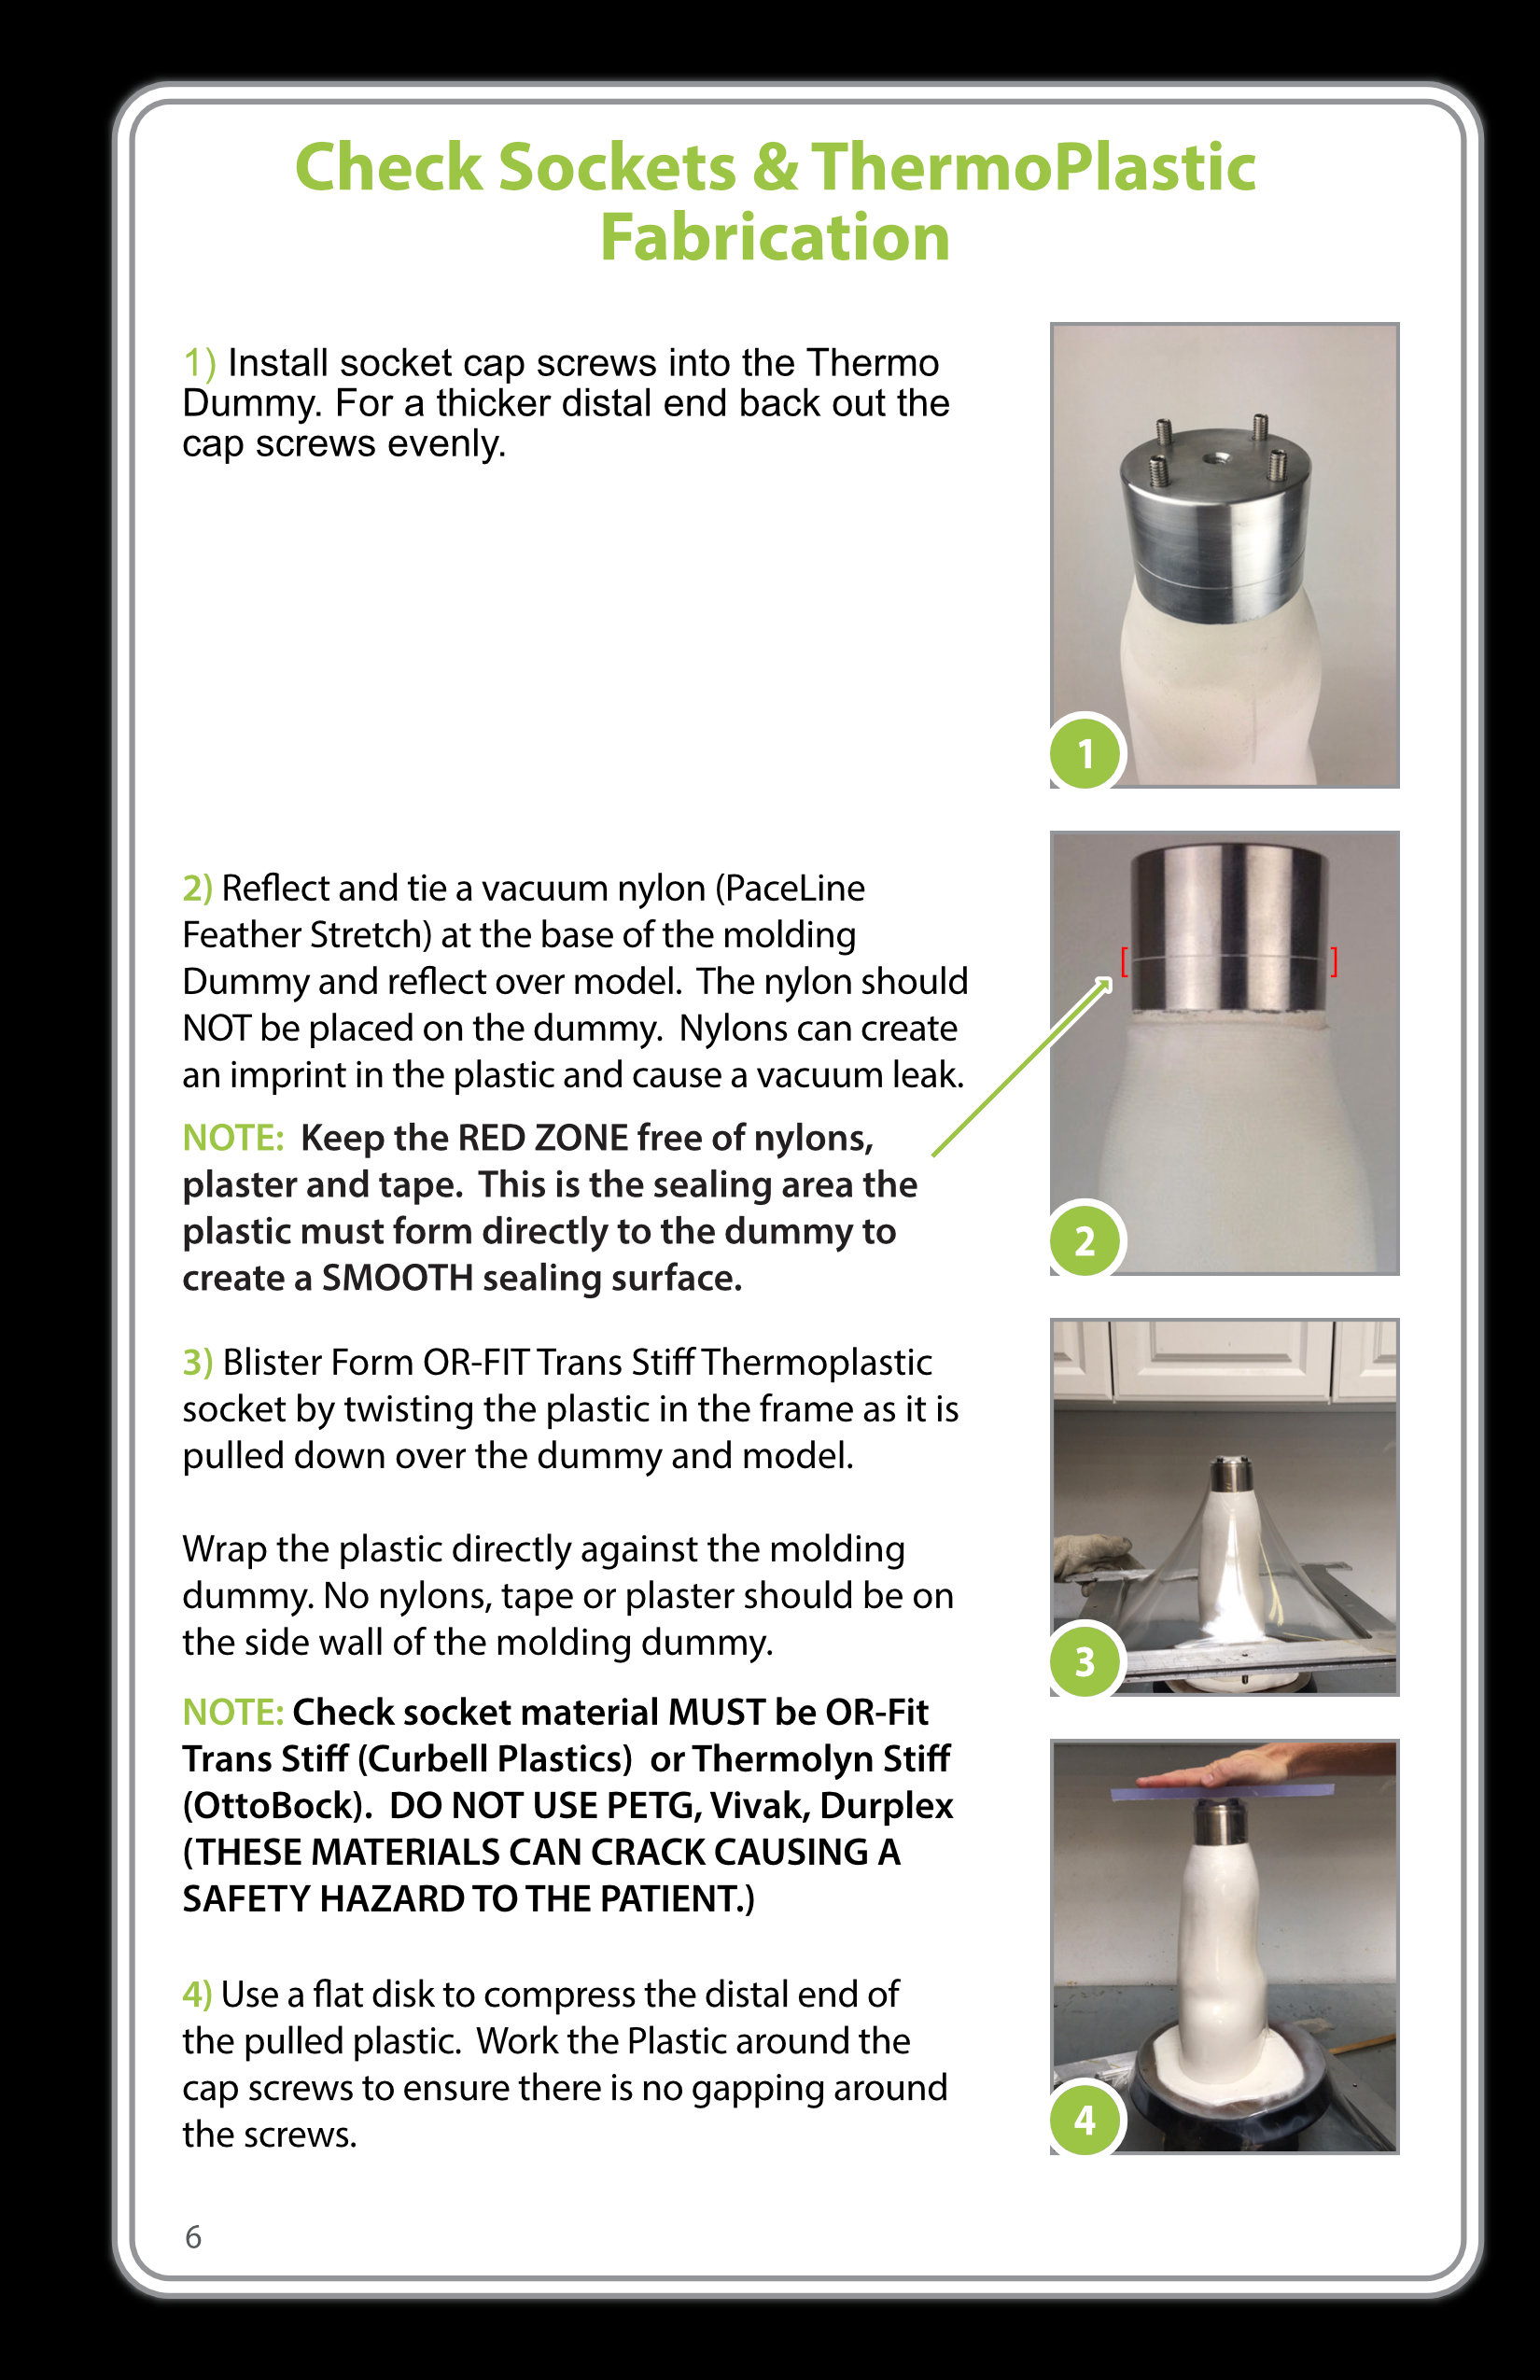 Check Sockets & ThermoPlastic
Fabrication
1) Install socket cap screws into the Thermo
Dummy. For a thicker distal end back out the
cap screws evenly.
1
2) Reflect and tie a vacuum nylon (PaceLine
Feather Stretch) at the base of the molding
Dummy and reflect over model.  The nylon should
NOT be placed on the dummy.  Nylons can create
an imprint in the plastic and cause a vacuum leak.
NOTE:  Keep the RED ZONE free of nylons,
plaster and tape.  This is the sealing area the
plastic must form directly to the dummy to
create a SMOOTH sealing surface.
[ ]
2
3) Blister Form OR-FIT Trans Stiff Thermoplastic
socket by twisting the plastic in the frame as it is
pulled down over the dummy and model.
Wrap the plastic directly against the molding
dummy. No nylons, tape or plaster should be on
the side wall of the molding dummy.
3
NOTE: Check socket material MUST be OR-Fit
Trans Stiff (Curbell Plastics)  or Thermolyn Stiff
(OttoBock).  DO NOT USE PETG, Vivak, Durplex
(THESE MATERIALS CAN CRACK CAUSING A
SAFETY HAZARD TO THE PATIENT.)
4) Use a flat disk to compress the distal end of
the pulled plastic.  Work the Plastic around the
cap screws to ensure there is no gapping around
the screws.
4
6